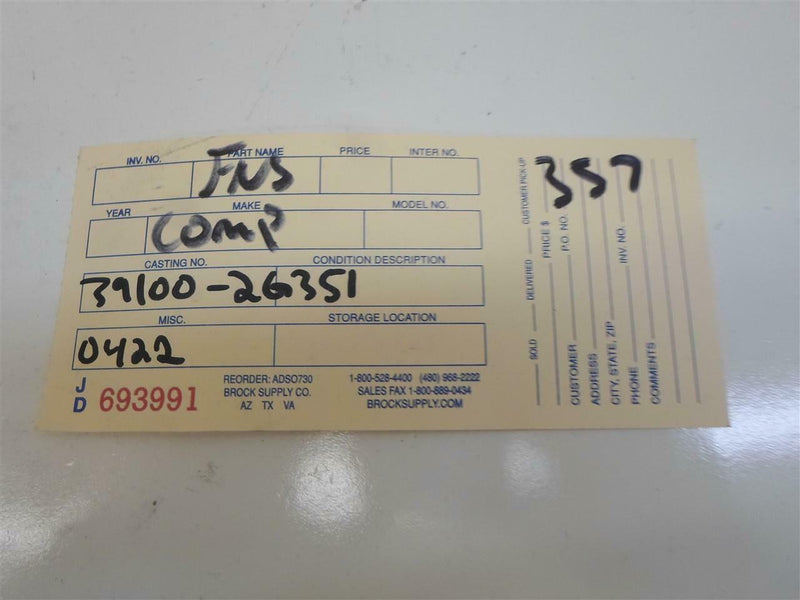 INV. NO. PART NAME PRICE INTER NO.
ENS
YEAR MAKE MODEL NO.
COMP
CASTING NO. CONDITION DESCRIPTION
39100-2G351
MISC. STORAGE LOCATION
0422
JD 693991
REORDER: ADSO730
BROCK SUPPLY CO.
AZ TX VA
1-800-528-4400 (480) 968-2222
SALES FAX 1-800-889-0434
BROCKSUPPLY.COM
357
SOLD DELIVERED CUSTOMER PICK-UP
PRICE $
P.O. NO.
CUSTOMER
ADDRESS
CITY, STATE, ZIP
PHONE INV. NO.
COMMENTS